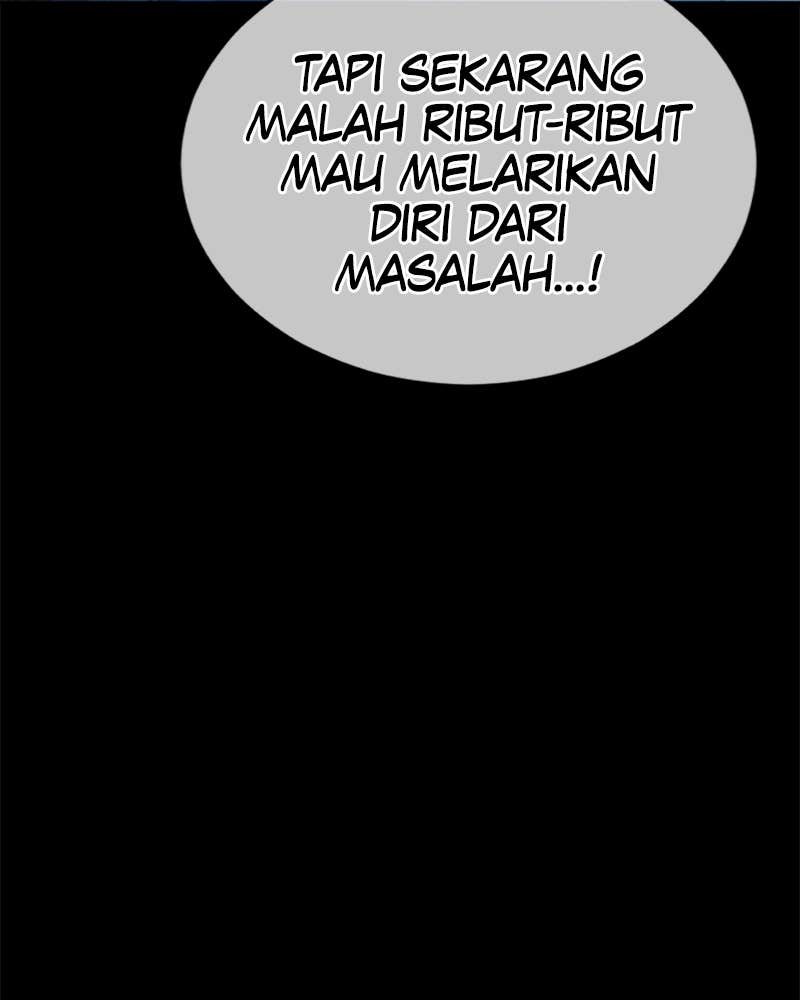 TAPI SEKARANG
MALAH RIBUT-RIBUT
MAU MELARIKAN
DIRI DARI
MASALAH...!